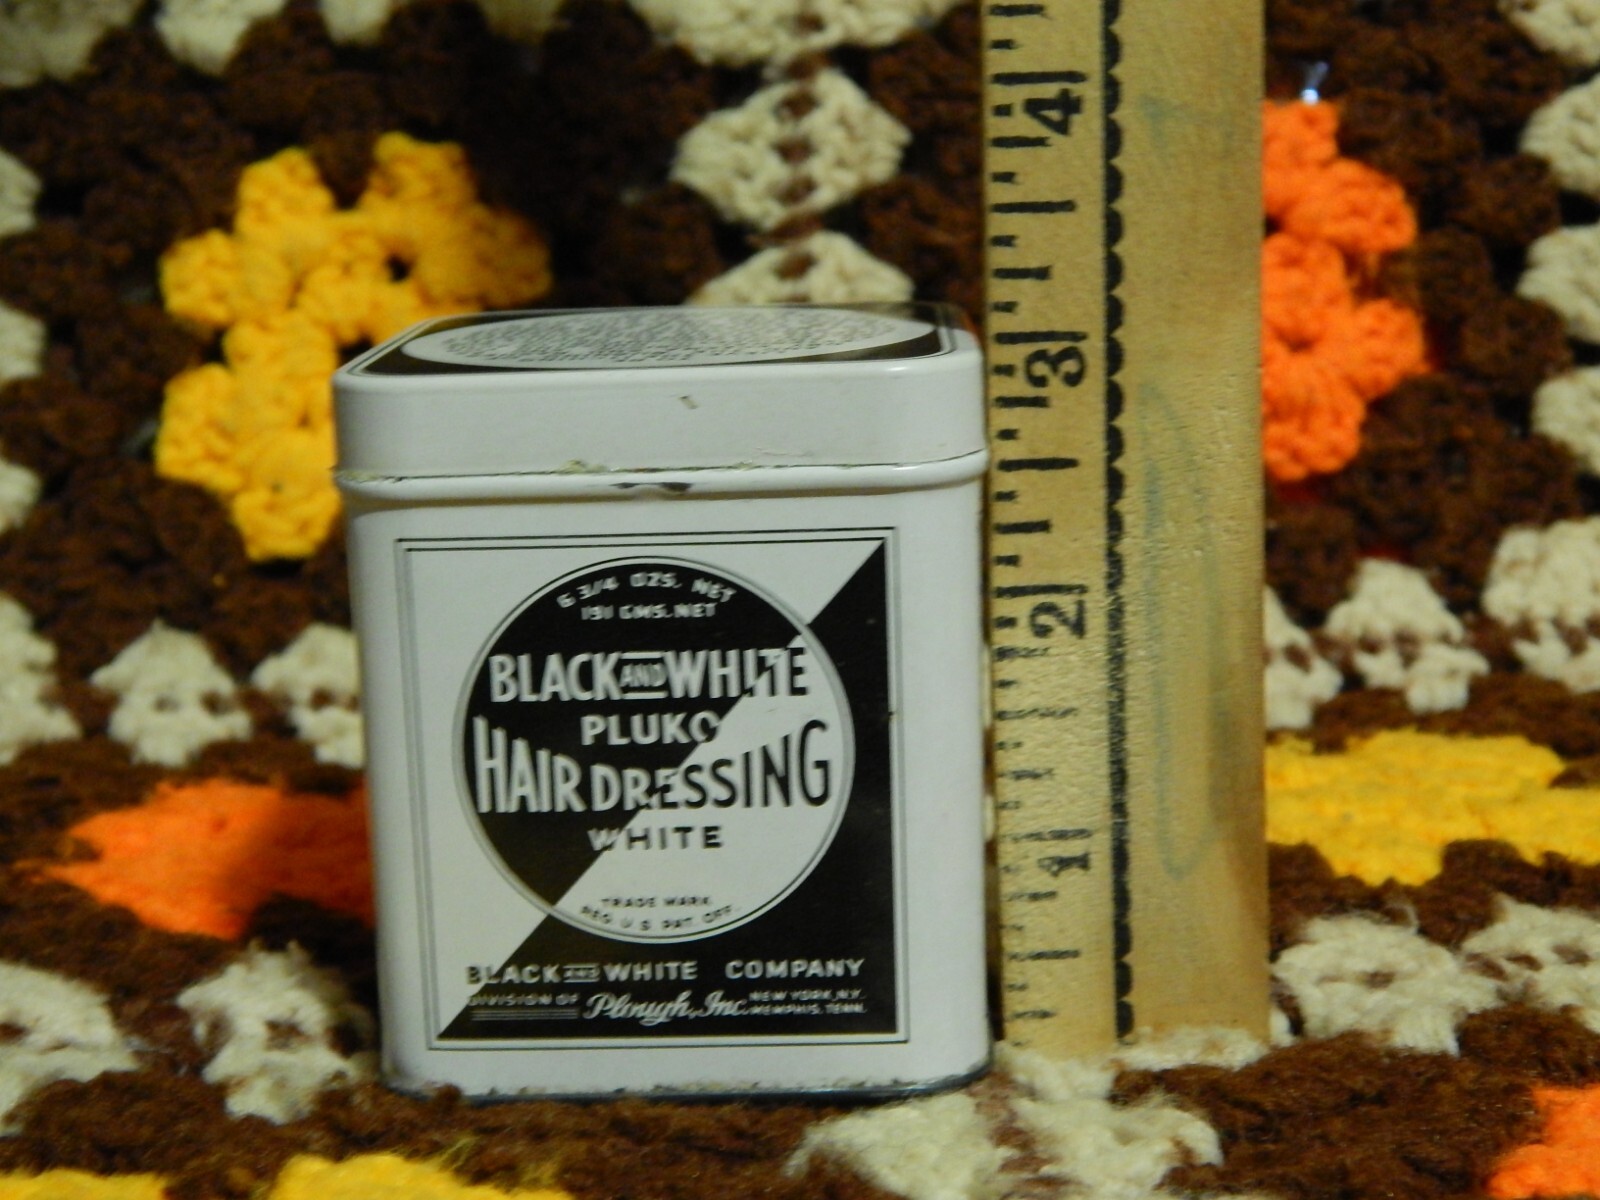 6 3/4 OZS. NET
191 GMS. NET
BLACK AND WHITE
PLUKO
HAIR DRESSING
WHITE
TRADE MARK
REG. U.S. PAT. OFF.
BLACK AND WHITE COMPANY
DIVISION OF Plough, Inc. NEW YORK, N.Y.
MEMPHIS, TENN.
4
3
2
1